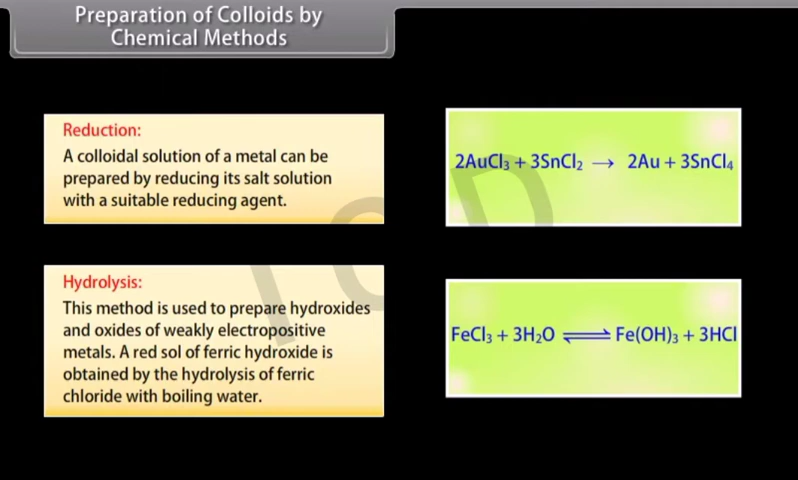 Preparation of Colloids by
Chemical Methods
Reduction:
A colloidal solution of a metal can be
prepared by reducing its salt solution
with a suitable reducing agent.
2AuCl₃ + 3SnCl₂ → 2Au + 3SnCl₄
Hydrolysis:
This method is used to prepare hydroxides
and oxides of weakly electropositive
metals. A red sol of ferric hydroxide is
obtained by the hydrolysis of ferric
chloride with boiling water.
FeCl₃ + 3H₂O ⇌ Fe(OH)₃ + 3HCl